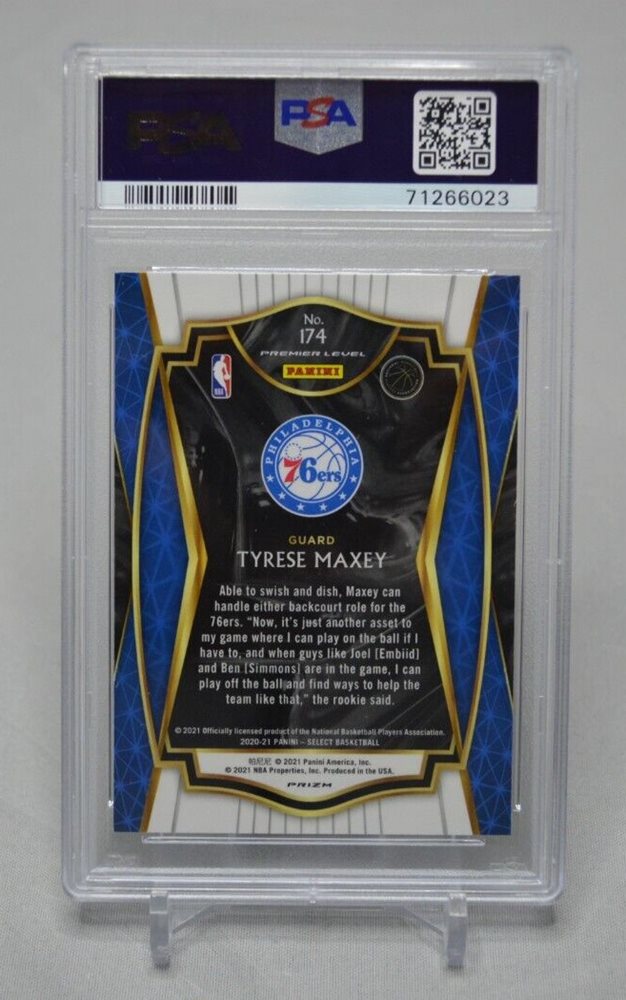 PSA
PSA
71266023
No.
174
PREMIER LEVEL
PANINI
NBA
PHILADELPHIA
76ers
GUARD
TYRESE MAXEY
Able to swish and dish, Maxey can
handle either backcourt role for the
76ers. “Now, it's just another asset to
my game where I can play on the ball if I
have to, and when guys like Joel [Embiid]
and Ben [Simmons] are in the game, I can
play off the ball and find ways to help the
team like that,” the rookie said.
© 2021 Officially licensed product of the National Basketball Players Association.
2020-21 PANINI – SELECT BASKETBALL
帕尼尼 © 2021 Panini America, Inc.
© 2021 NBA Properties, Inc. Produced in the USA.
PRIZM